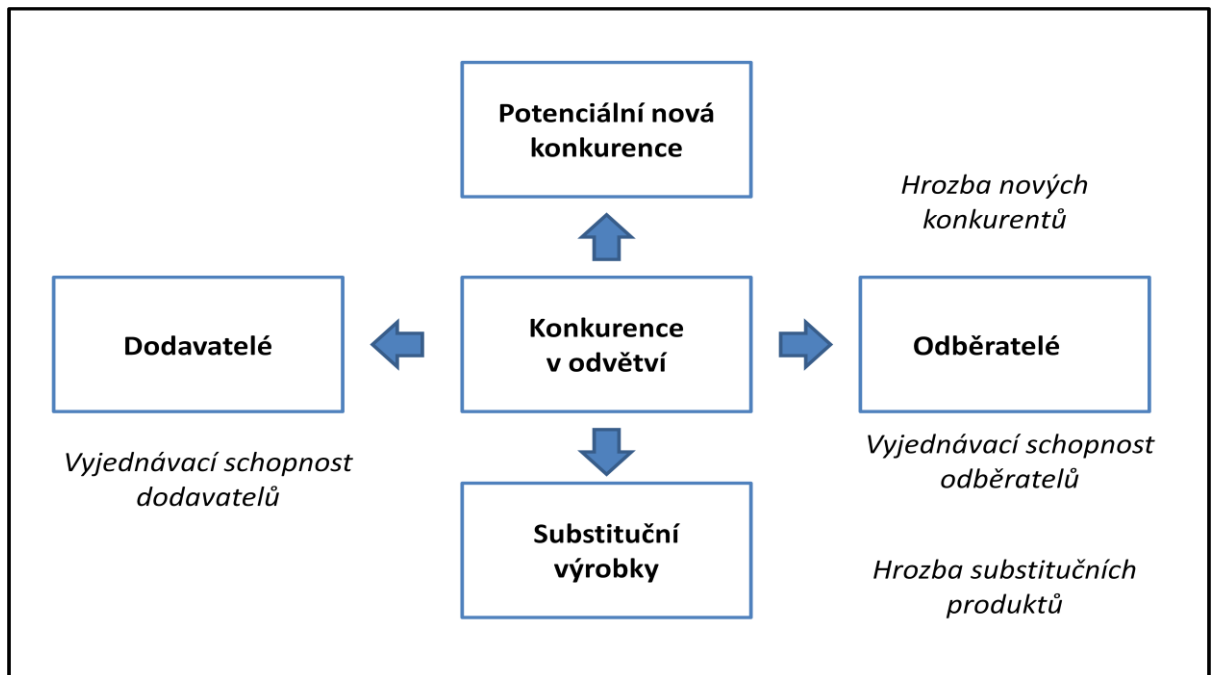 Potenciální nová
konkurence
Hrozba nových
konkurentů
Dodavatelé
Konkurence
v odvětví
Odběratelé
Vyjednávací schopnost
dodavatelů
Vyjednávací schopnost
odběratelů
Substituční
výrobky
Hrozba substitučních
produktů